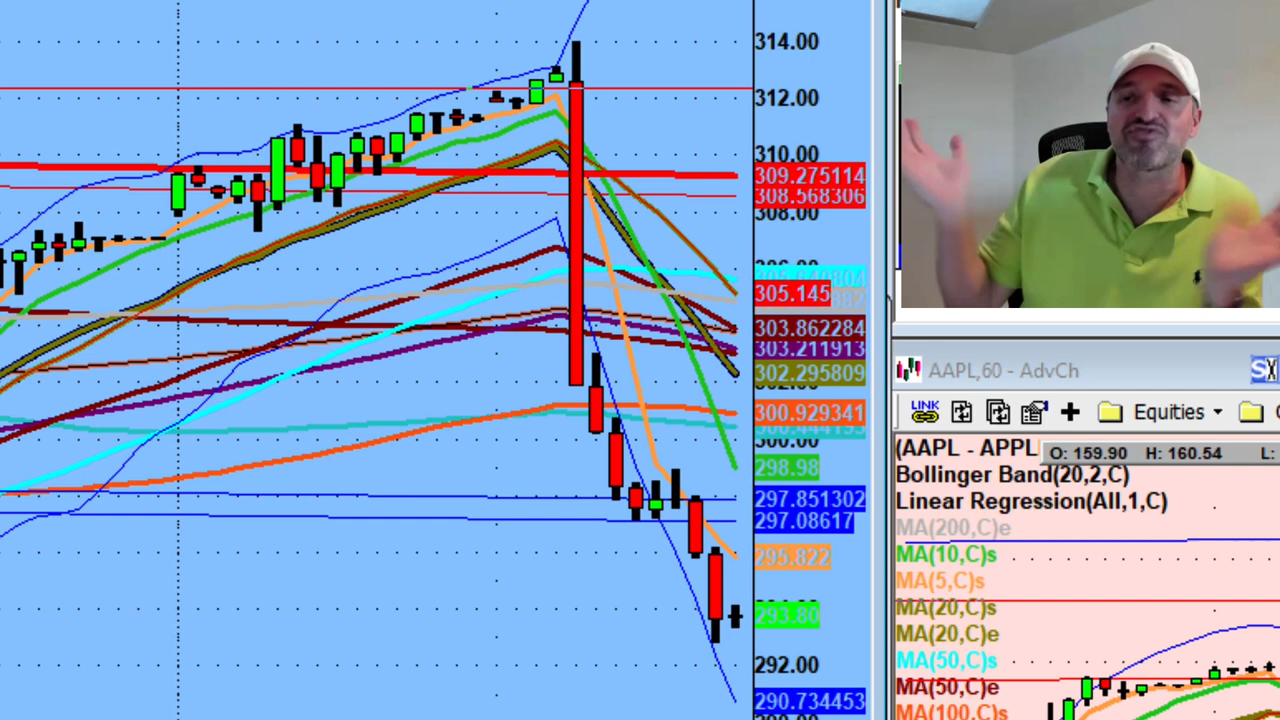 314.00
312.00
310.00
309.275114
308.568306
308.00
305.145
303.862284
303.211913
302.295809
300.929341
300.00
298.98
297.851302
297.08617
295.822
293.80
292.00
290.734453
AAPL,60 - AdvCh
LINK
Equities
(AAPL - APPL
O: 159.90 H: 160.54 L:
Bollinger Band(20,2,C)
Linear Regression(All,1,C)
MA(200,C)e
MA(10,C)s
MA(5,C)s
MA(20,C)s
MA(20,C)e
MA(50,C)s
MA(50,C)e
MA(100,C)s